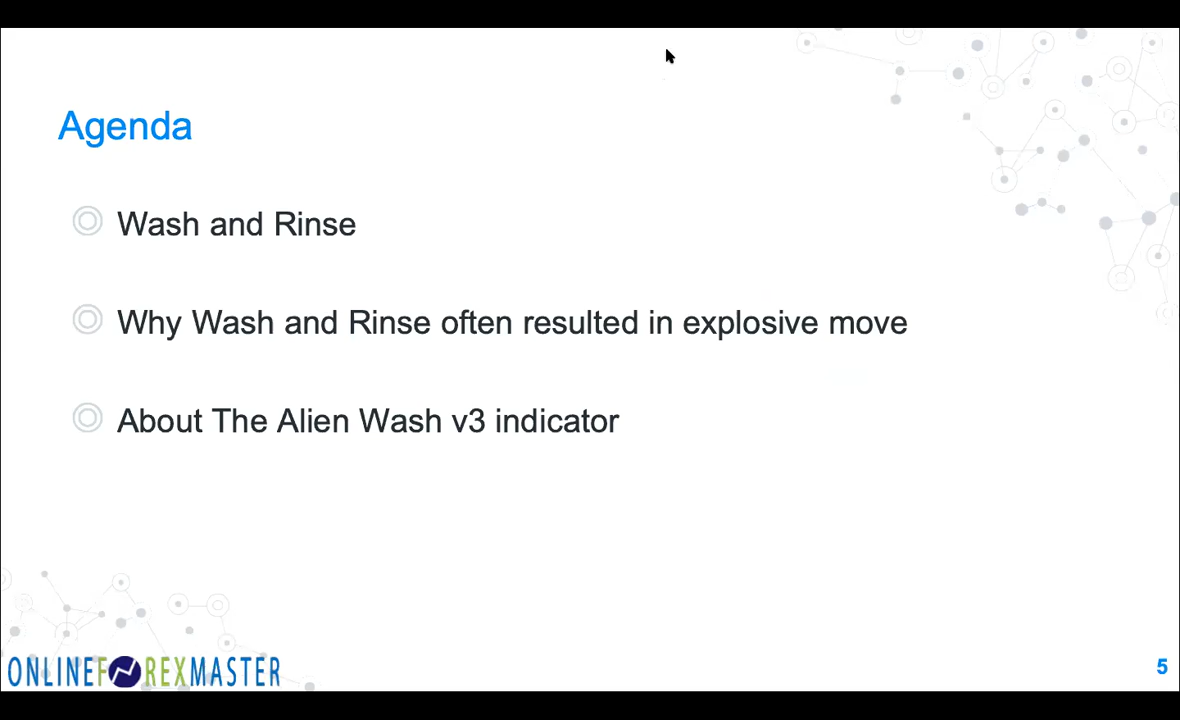 Agenda
Wash and Rinse
Why Wash and Rinse often resulted in explosive move
About The Alien Wash v3 indicator
ONLINEFOREXMASTER
5